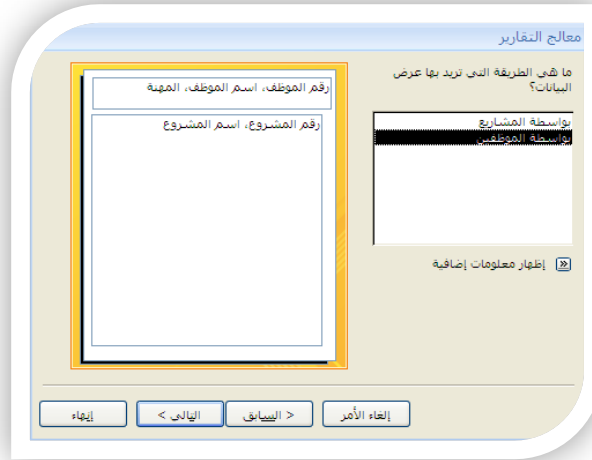 معالج التقارير
ما هي الطريقة التي تريد بها عرض
البيانات؟
بواسطة المشاريع
بواسطة الموظفين
إظهار معلومات إضافية
رقم الموظف، اسم الموظف، المهنة
رقم المشروع، اسم المشروع
إلغاء الأمر
< السابق
التالي >
إنهاء